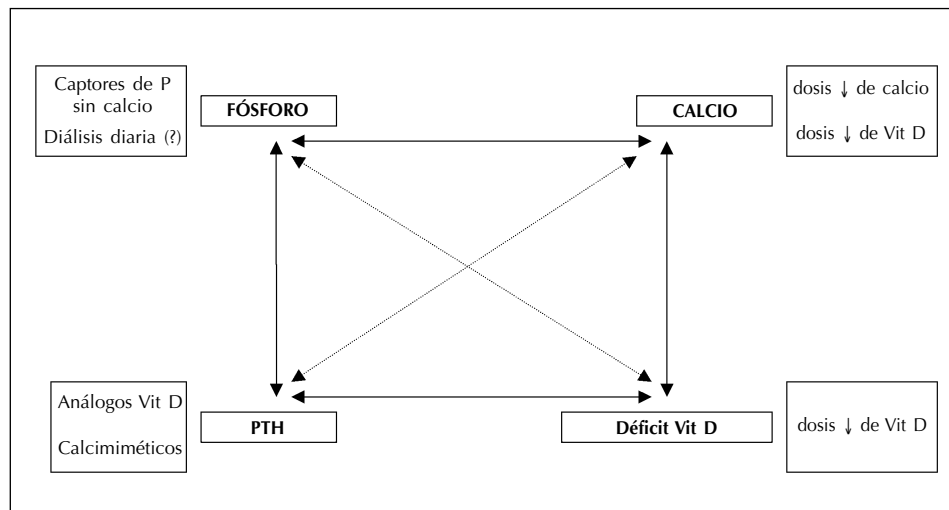 Captores de P
sin calcio
Diálisis diaria (?)
FÓSFORO
CALCIO
dosis ↓ de calcio
dosis ↓ de Vit D
Análogos Vit D
Calcimiméticos
PTH
Déficit Vit D
dosis ↓ de Vit D